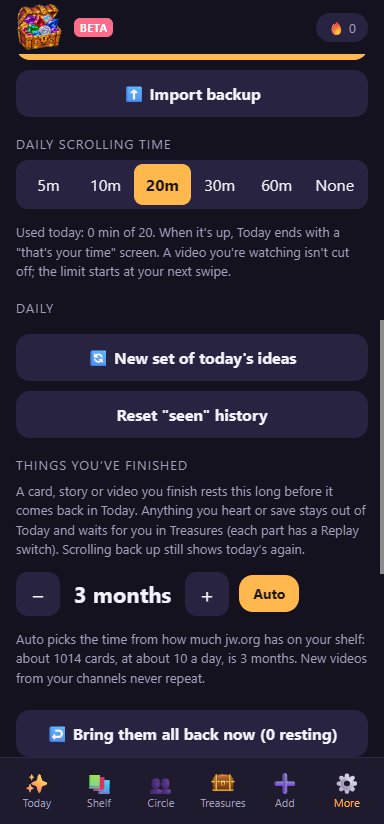 BETA
0
Import backup
DAILY SCROLLING TIME
5m 10m 20m 30m 60m None
Used today: 0 min of 20. When it's up, Today ends with a
"that's your time" screen. A video you're watching isn't cut
off; the limit starts at your next swipe.
DAILY
New set of today's ideas
Reset "seen" history
THINGS YOU'VE FINISHED
A card, story or video you finish rests this long before it
comes back in Today. Anything you heart or save stays out of
Today and waits for you in Treasures (each part has a Replay
switch). Scrolling back up still shows today's again.
− 3 months + Auto
Auto picks the time from how much jw.org has on your shelf:
about 1014 cards, at about 10 a day, is 3 months. New videos
from your channels never repeat.
Bring them all back now (0 resting)
Today Shelf Circle Treasures Add More